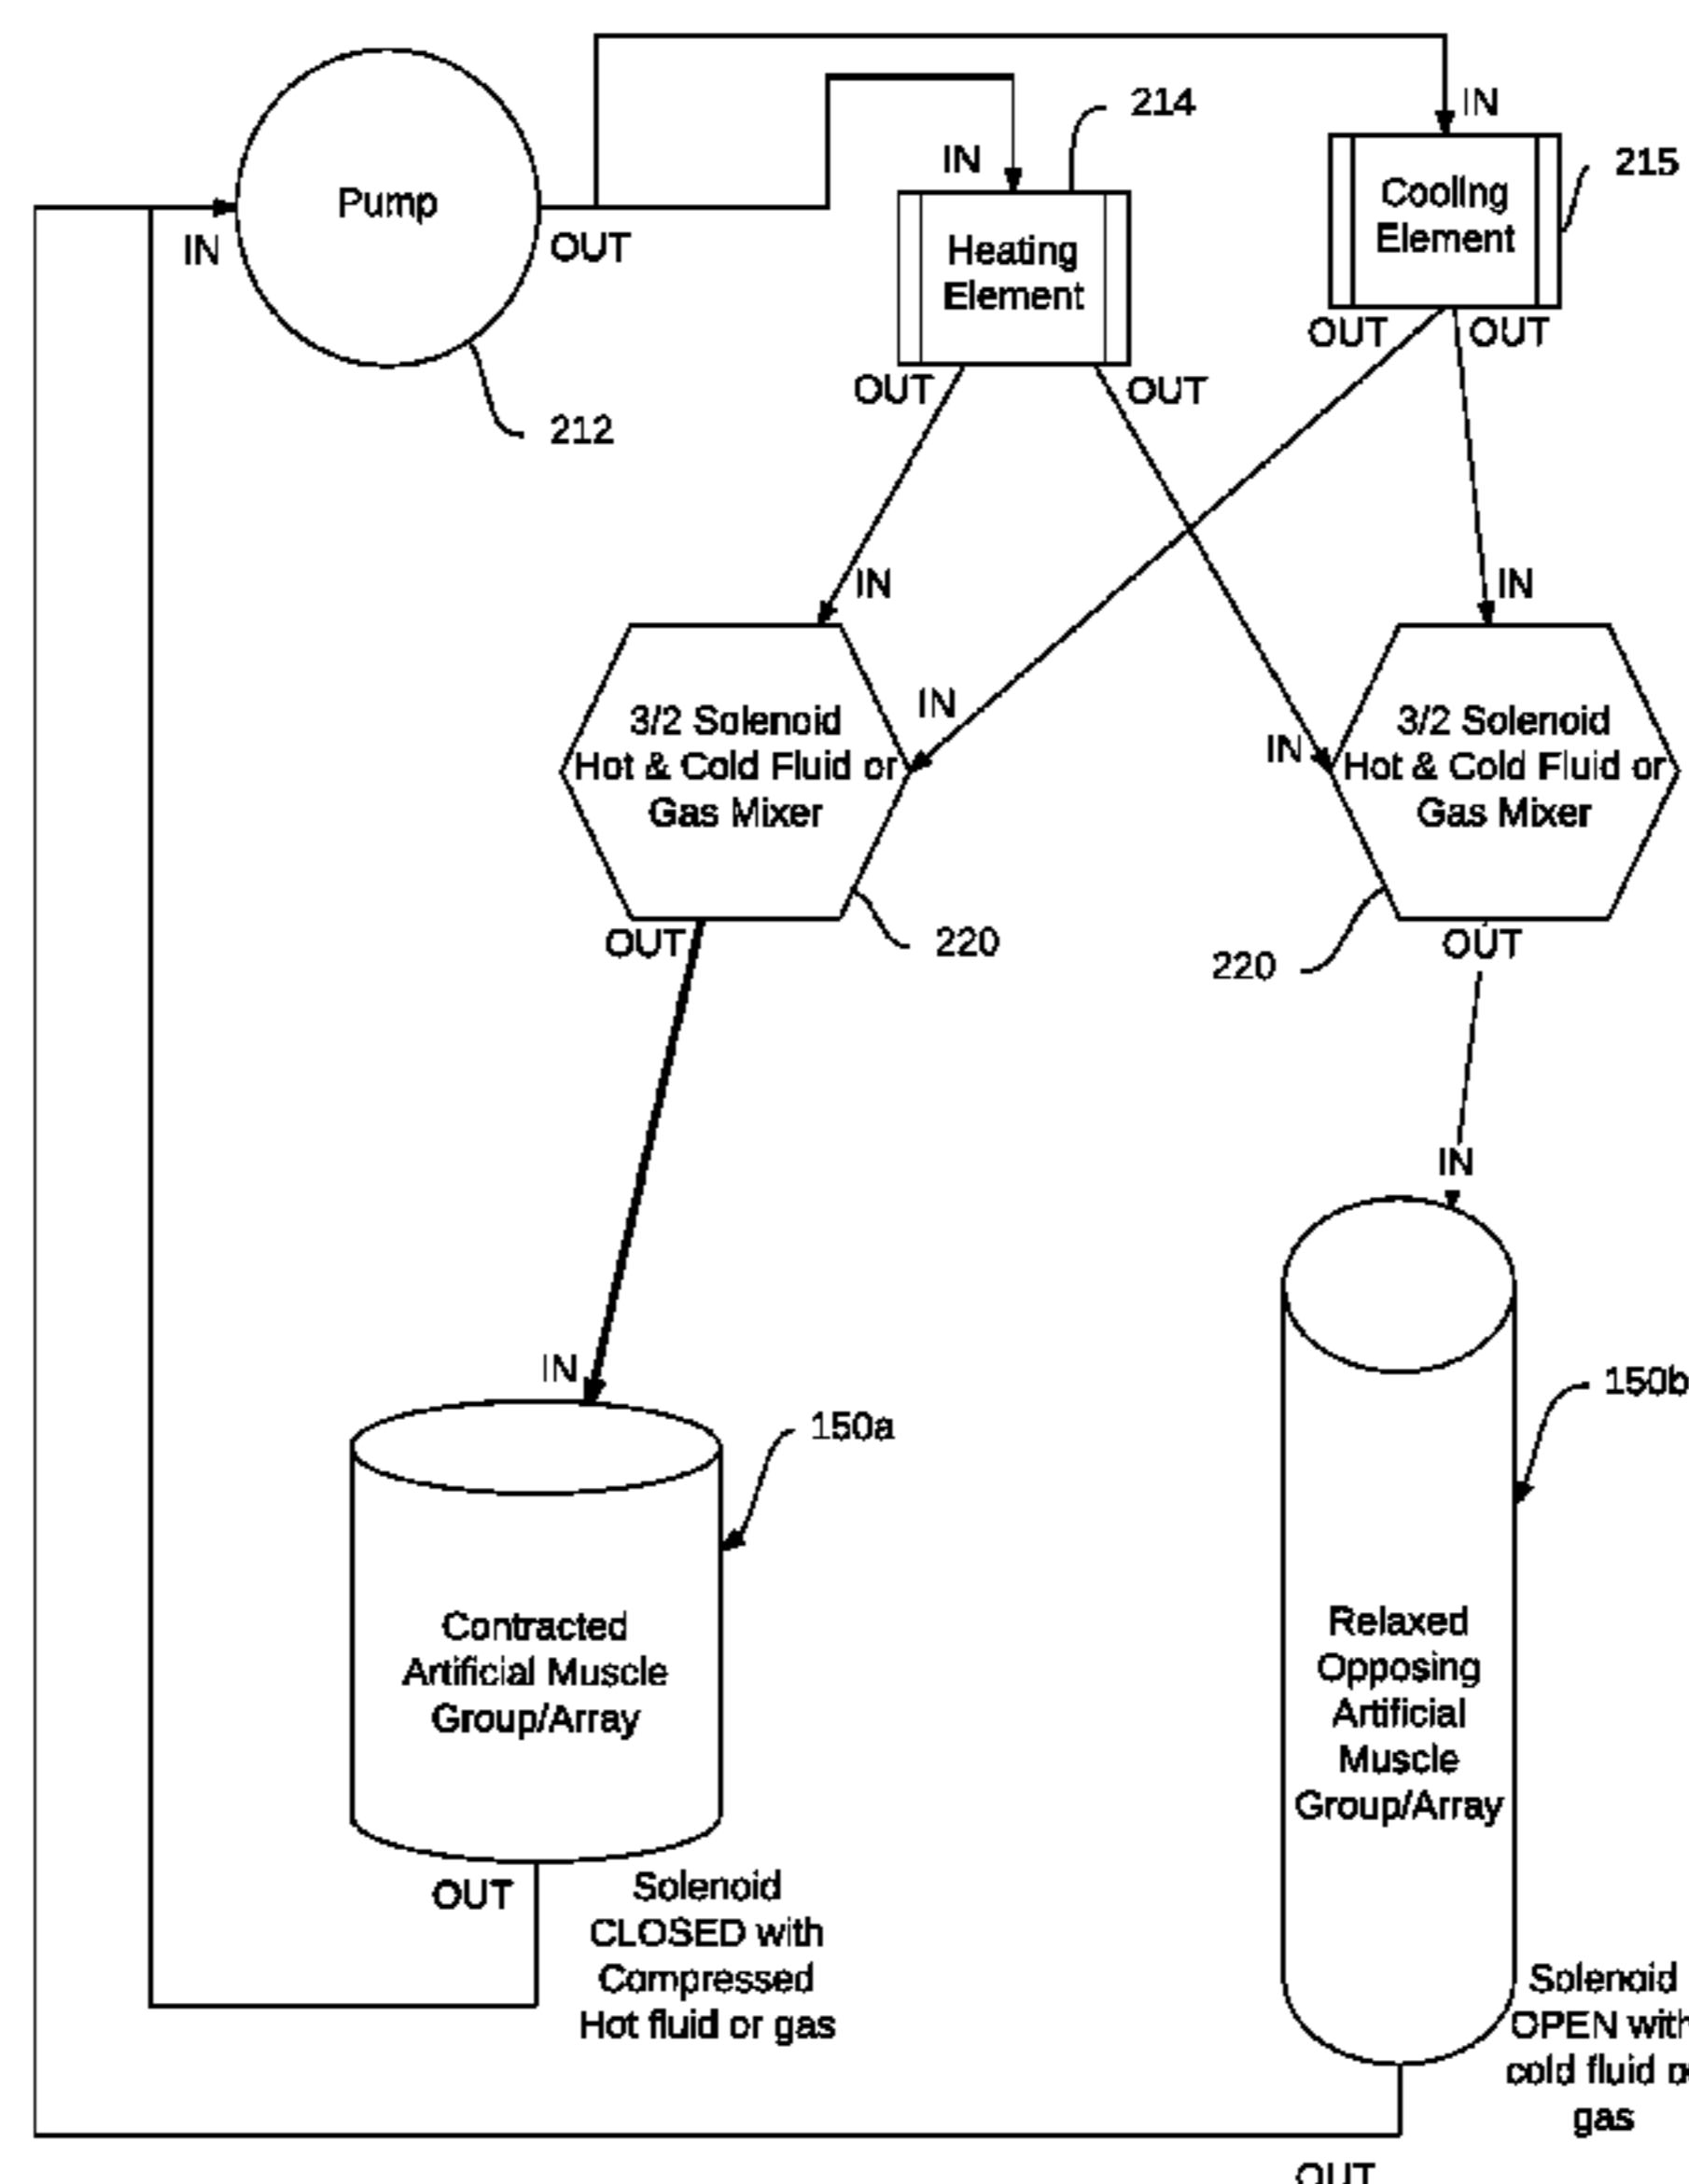 IN
214
IN
215
Pump
Cooling
Element
IN
OUT
Heating
Element
OUT
OUT
OUT
OUT
212
IN
IN
IN
IN
3/2 Solenoid
Hot & Cold Fluid or
Gas Mixer
3/2 Solenoid
Hot & Cold Fluid or
Gas Mixer
OUT
220
220
OUT
IN
IN
150a
150b
Contracted
Artificial Muscle
Group/Array
Relaxed
Opposing
Artificial
Muscle
Group/Array
OUT
Solenoid
CLOSED with
Compressed
Hot fluid or gas
Solenoid
OPEN with
cold fluid
gas
OUT